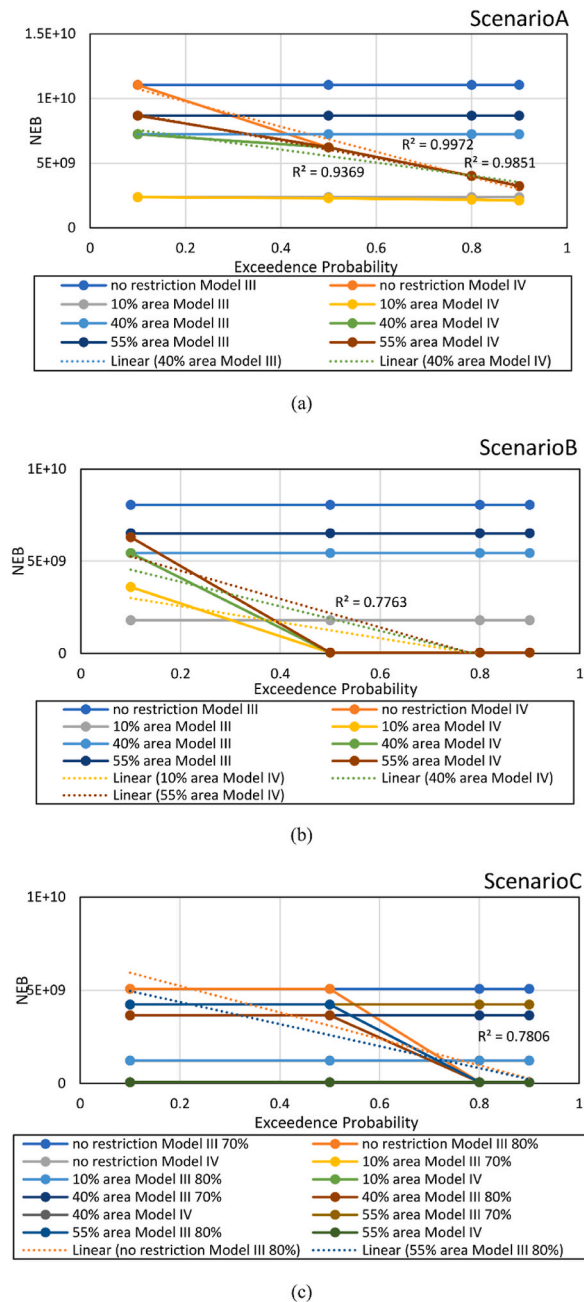 ScenarioA
1.5E+10
1E+10
5E+09
0
NEB
R² = 0.9972
R² = 0.9851
R² = 0.9369
0 0.2 0.4 0.6 0.8 1
Exceedence Probability
no restriction Model III no restriction Model IV
10% area Model III 10% area Model IV
40% area Model III 40% area Model IV
55% area Model III 55% area Model IV
Linear (40% area Model III) Linear (40% area Model IV)
(a)
ScenarioB
1E+10
5E+09
0
NEB
R² = 0.7763
0 0.2 0.4 0.6 0.8 1
Exceedence Probability
no restriction Model III no restriction Model IV
10% area Model III 10% area Model IV
40% area Model III 40% area Model IV
55% area Model III 55% area Model IV
Linear (10% area Model IV) Linear (40% area Model IV)
Linear (55% area Model IV)
(b)
ScenarioC
1E+10
5E+09
0
NEB
R² = 0.7806
0 0.2 0.4 0.6 0.8 1
Exceedence Probability
no restriction Model III 70% no restriction Model III 80%
no restriction Model IV 10% area Model III 70%
10% area Model III 80% 10% area Model IV
40% area Model III 70% 40% area Model III 80%
40% area Model IV 55% area Model III 70%
55% area Model III 80% 55% area Model IV
Linear (no restriction Model III 80%) Linear (55% area Model III 80%)
(c)